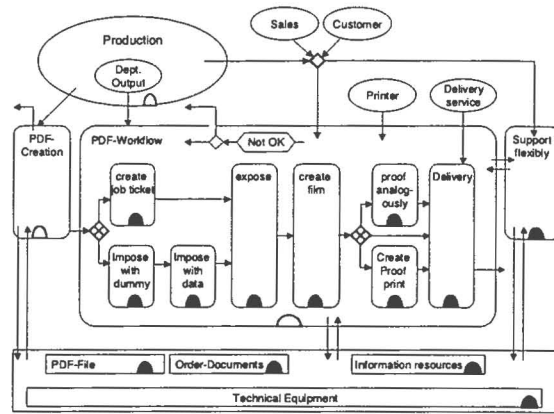 Sales
Customer
Production
Dept.
Output
Printer
Delivery
service
PDF-
Creation
PDF-Workflow
Not OK
Support
flexibly
create
job ticket
expose
create
film
proof
analog-
ously
Delivery
Impose
with
dummy
Impose
with
data
Create
Proof
print
PDF-File
Order-Documents
Information resources
Technical Equipment